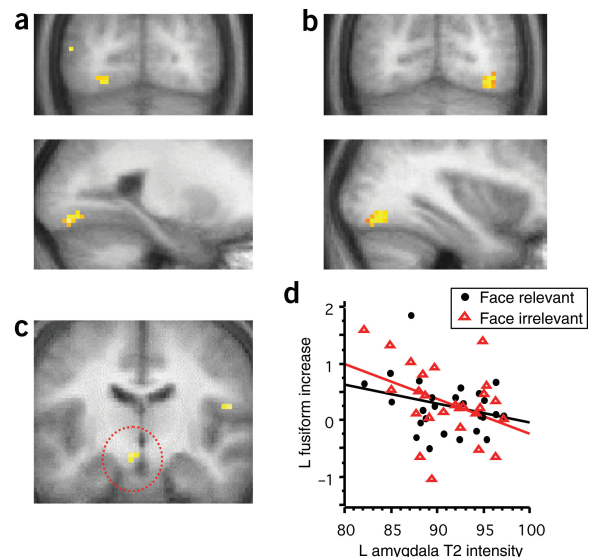 a
b
c
d
Face relevant
Face irrelevant
2
1
0
-1
L fusiform increase
80 85 90 95 100
L amygdala T2 intensity